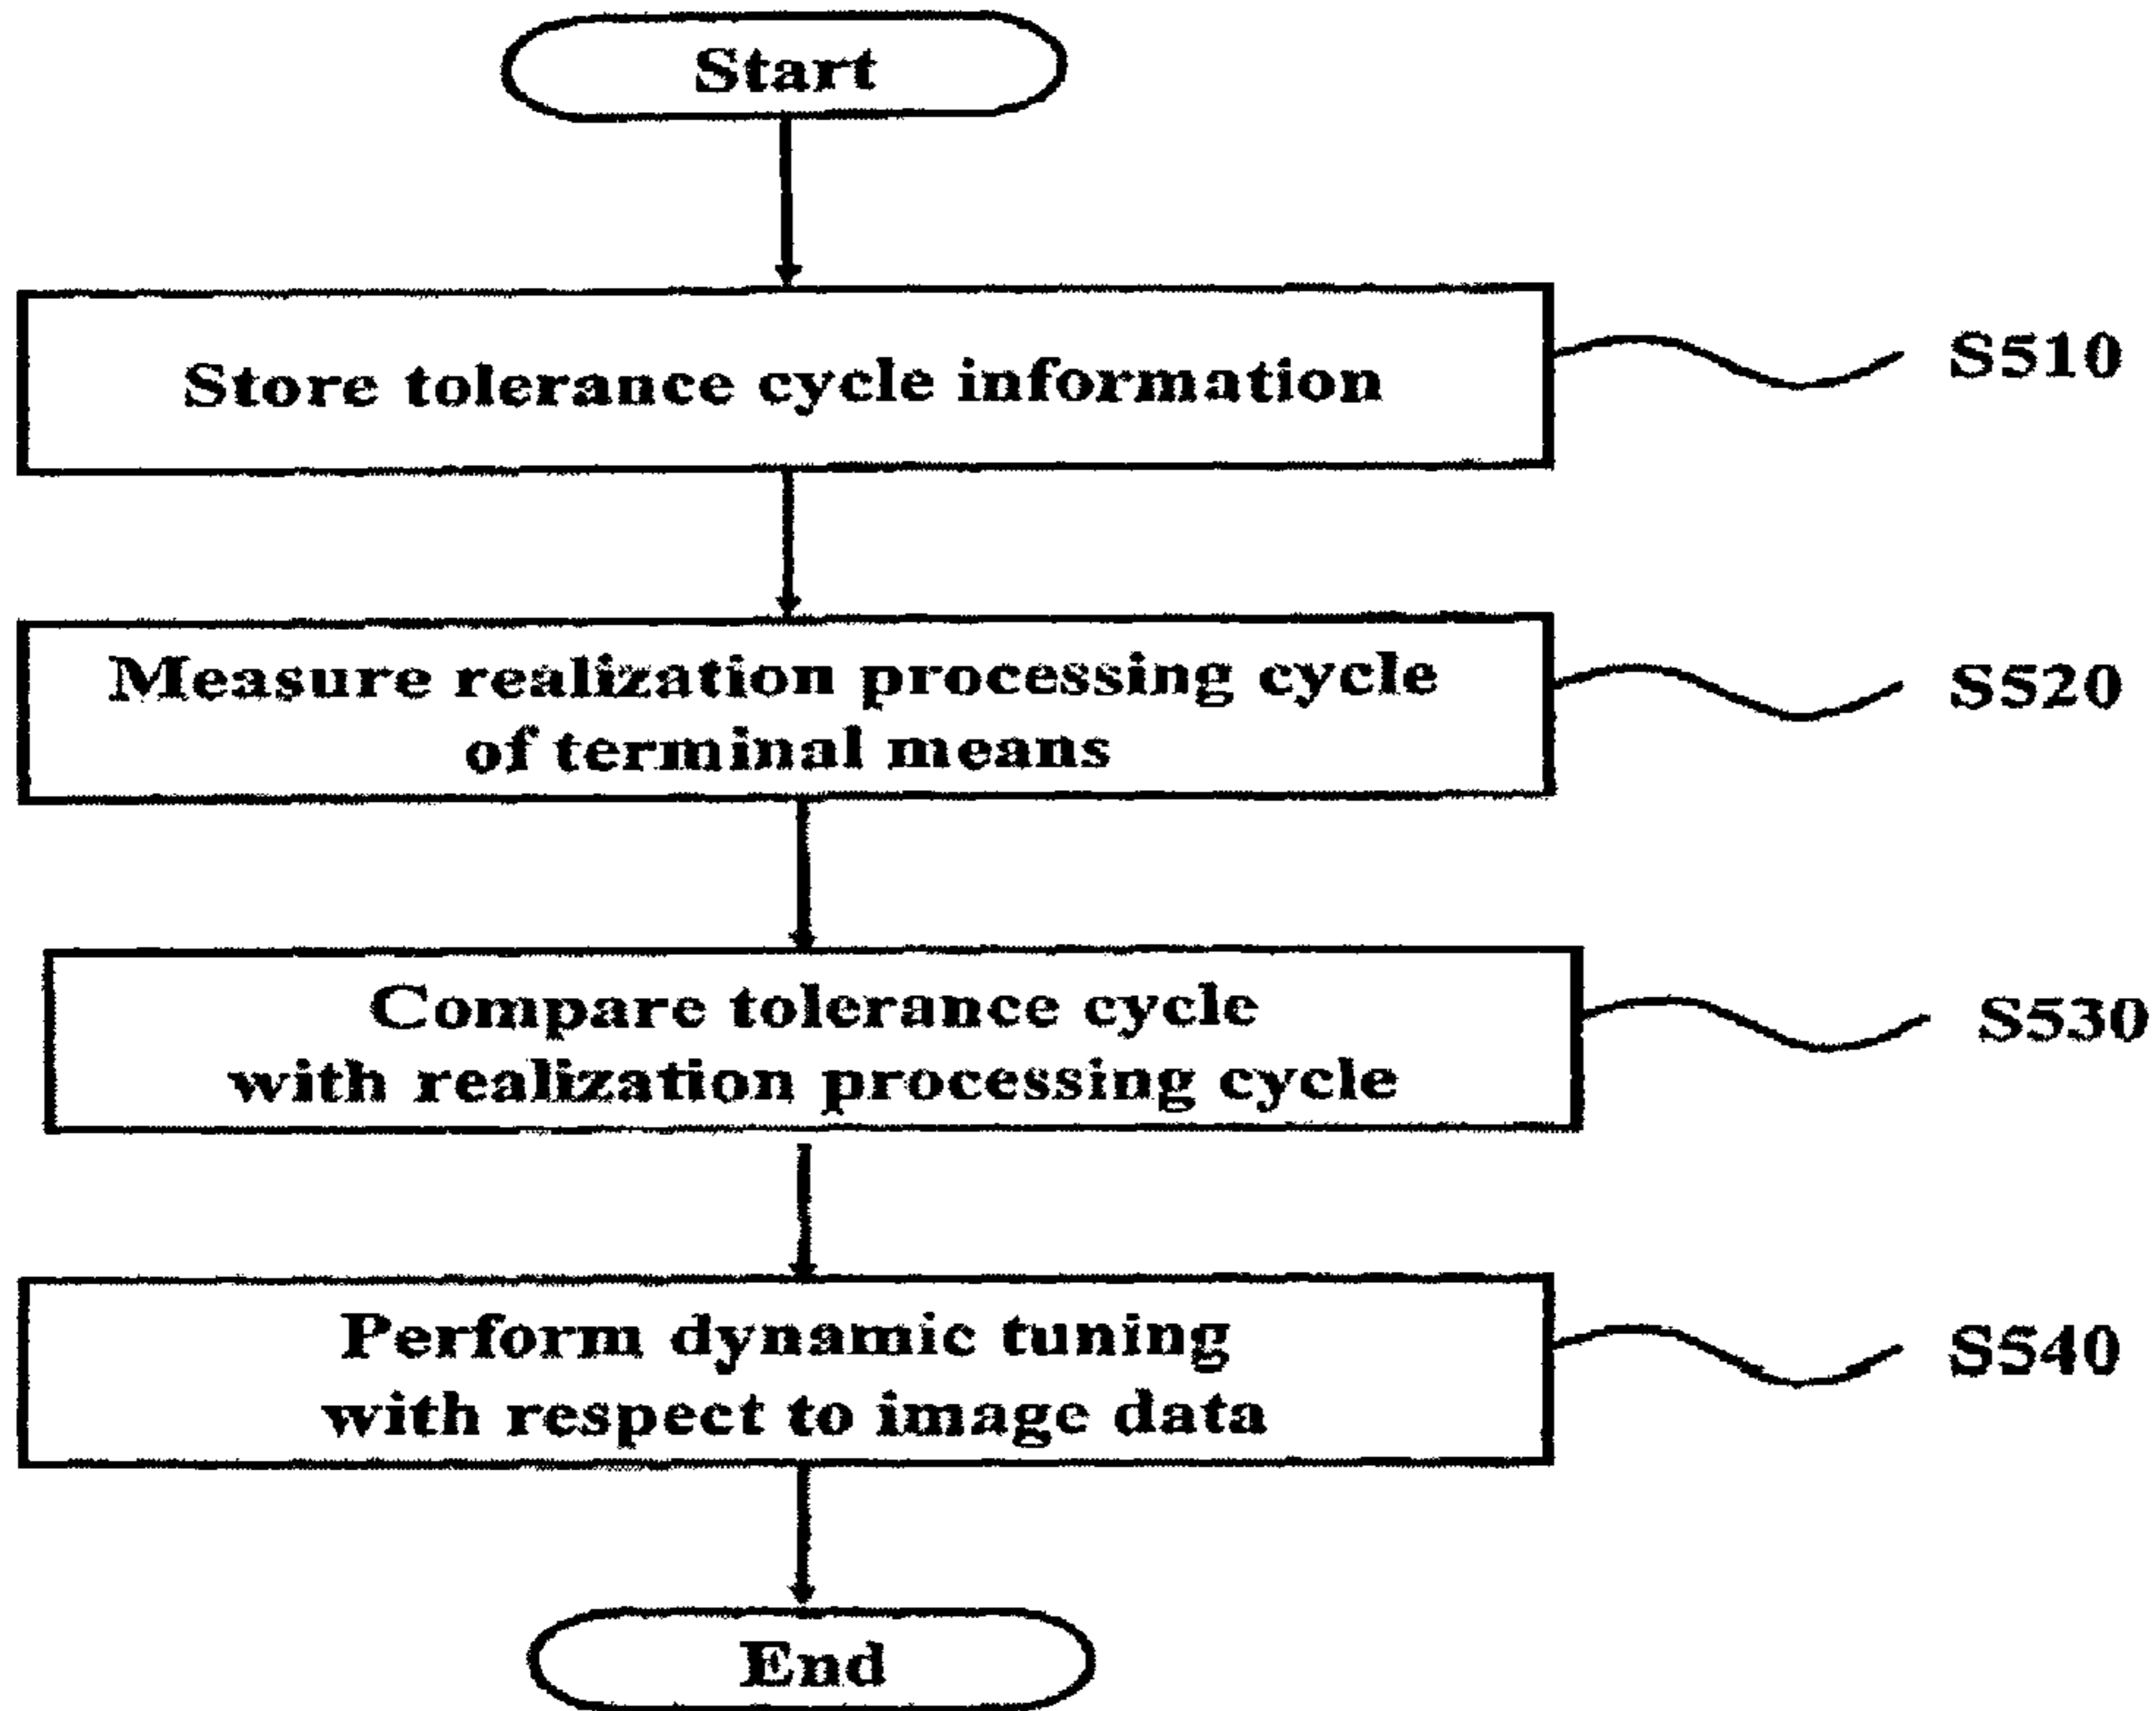 Start
Store tolerance cycle information
S510
Measure realization processing cycle
of terminal means
S520
Compare tolerance cycle
with realization processing cycle
S530
Perform dynamic tuning
with respect to image data
S540
End